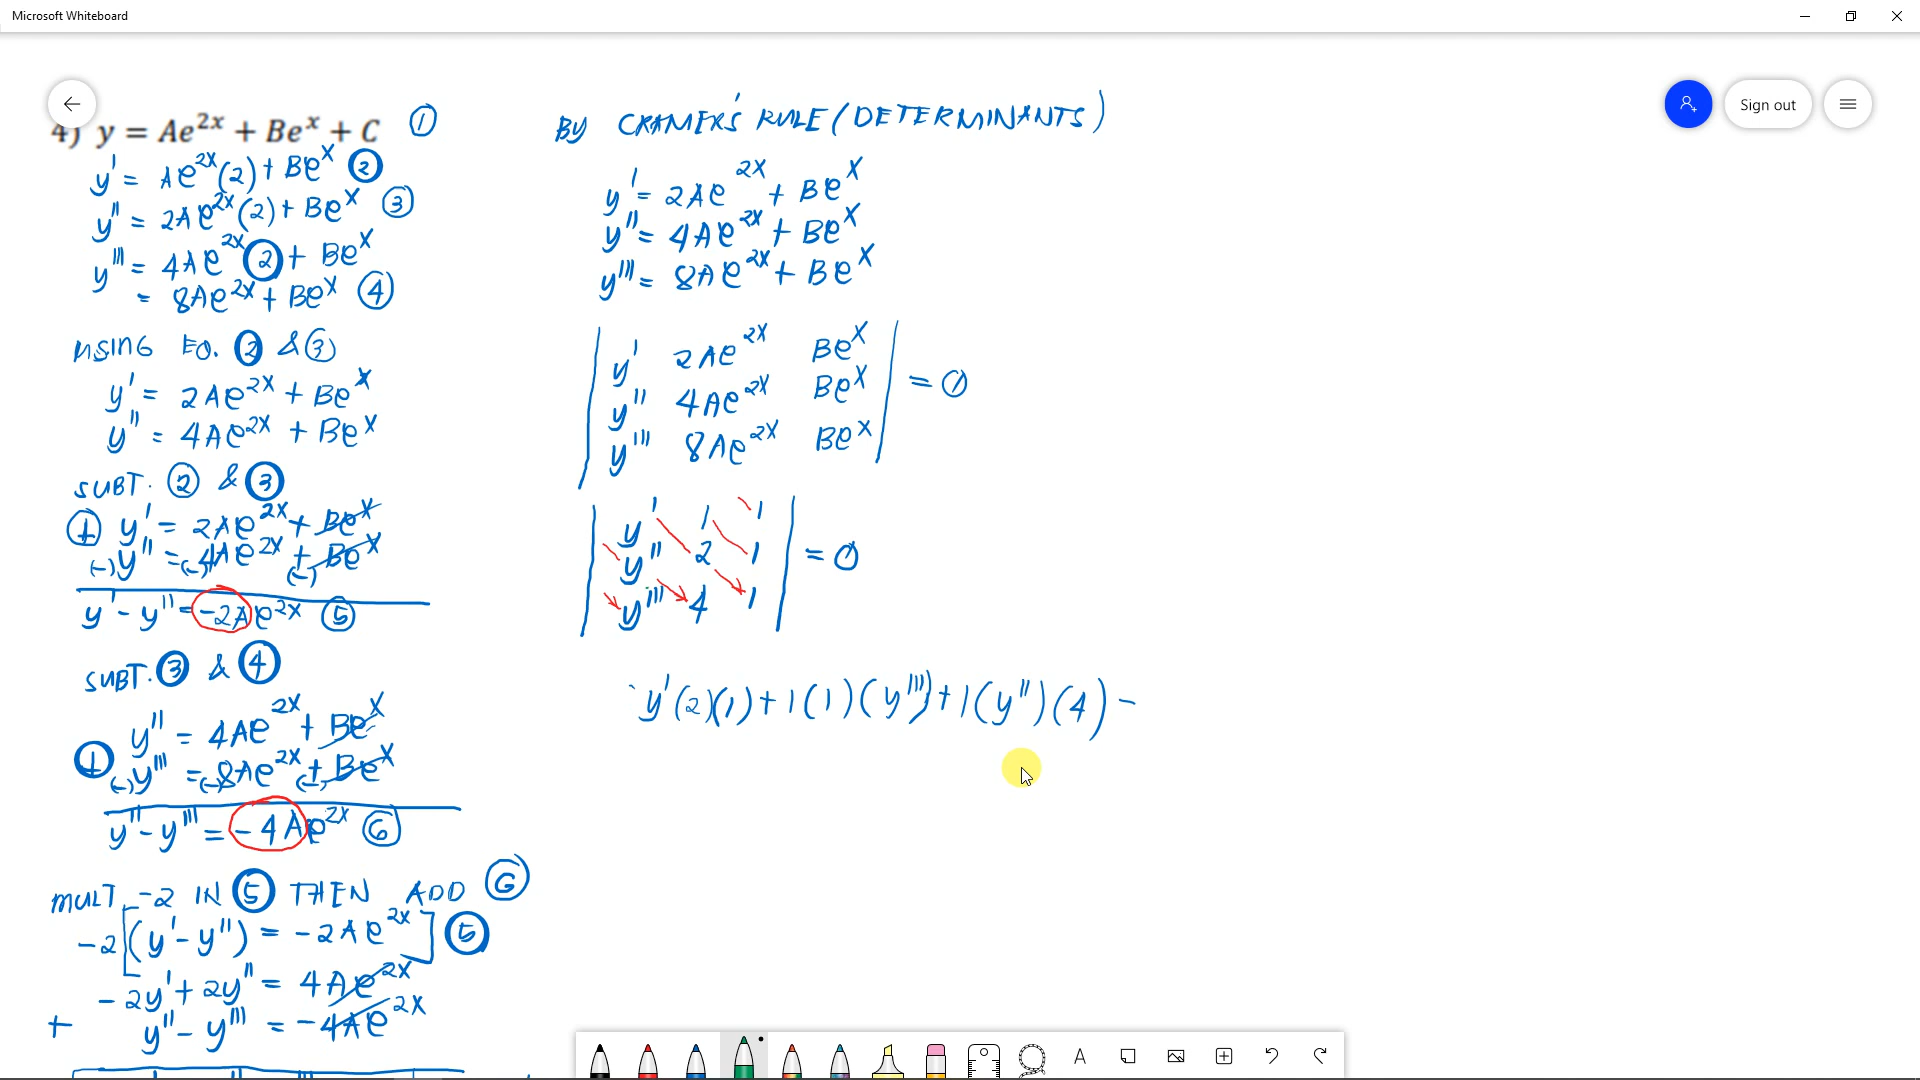 Microsoft Whiteboard
Sign out
4) y = Ae^{2x} + Be^x + C ①
y' = Ae^{2x}(2) + Be^x ②
y'' = 2Ae^{2x}(2) + Be^x ③
y''' = 4Ae^{2x}② + Be^x
= 8Ae^{2x} + Be^x ④
USING EQ. ② & ③
y' = 2Ae^{2x} + Be^x
y'' = 4Ae^{2x} + Be^x
SUBT. ② & ③
y' = 2Ae^{2x} + Be^x
(-)y'' = (-)4Ae^{2x} + Be^x
(-)
y' - y'' = -2Ae^{2x} ⑤
SUBT. ③ & ④
y'' = 4Ae^{2x} + Be^x
(-)y''' = (-)8Ae^{2x} (-)+ Be^x
y'' - y''' = -4Ae^{2x} ⑥
MULT -2 IN ⑤ THEN ADD ⑥
-2[(y' - y'') = -2Ae^{2x}] ⑤
-2y' + 2y'' = 4Ae^{2x}
+ y'' - y''' = -4Ae^{2x}
BY CRAMER'S RULE (DETERMINANTS)
y' = 2Ae^{2x} + Be^x
y'' = 4Ae^{2x} + Be^x
y''' = 8Ae^{2x} + Be^x
| y' 2Ae^{2x} Be^x |
| y'' 4Ae^{2x} Be^x | = 0
| y''' 8Ae^{2x} Be^x |
| y' 1 1 |
| y'' 2 1 | = 0
| y''' 4 1 |
y'(2)(1) + 1(1)(y''') + 1(y'')(4) -
A